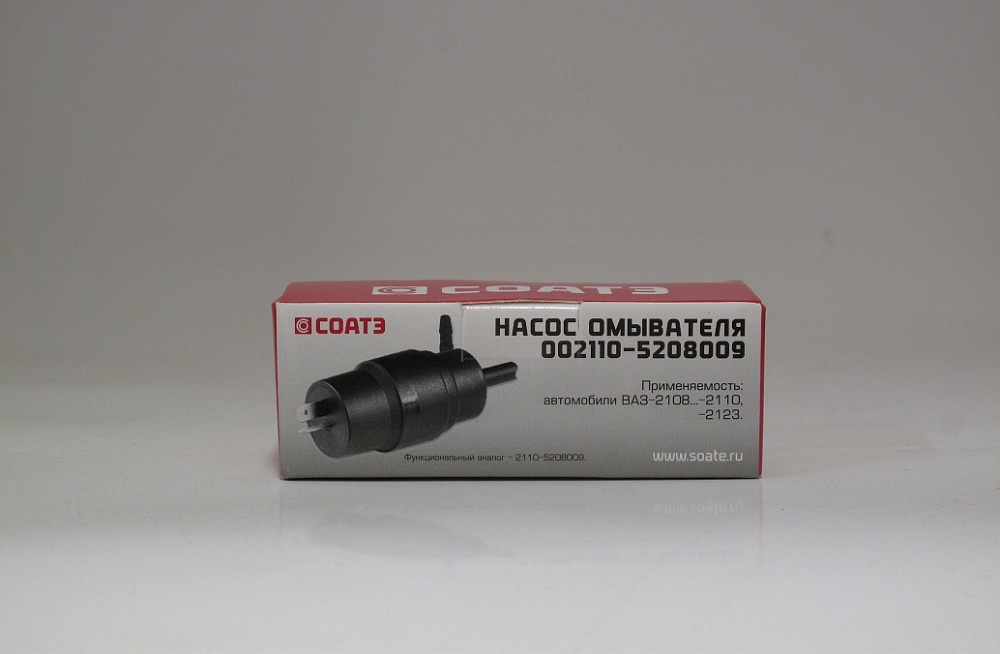 СОАТЭ
СОАТЭ
НАСОС ОМЫВАТЕЛЯ
002110-5208009
Применяемость:
автомобили ВАЗ-2108...-2110,
-2123.
Функциональный аналог - 2110-5208009.
www.soate.ru